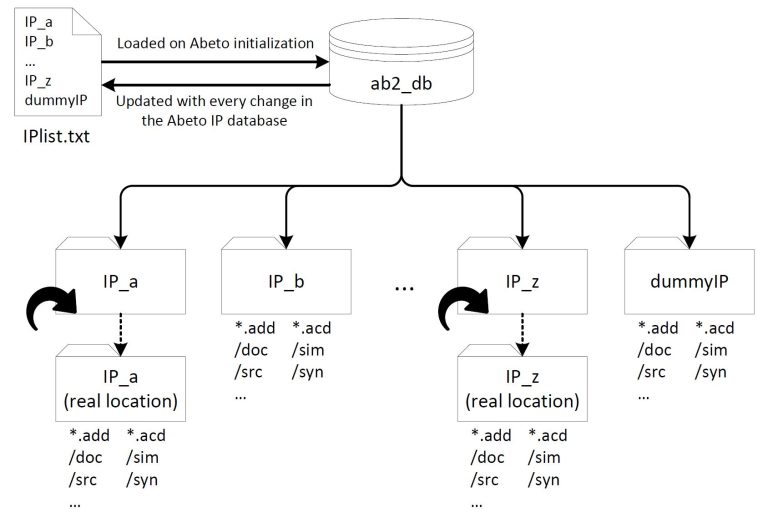 IP_a
IP_b
...
IP_z
dummyIP
IPlist.txt
Loaded on Abeto initialization
Updated with every change in
the Abeto IP database
ab2_db
IP_a
IP_b
...
IP_z
dummyIP
*.add *.acd
/doc /sim
/src /syn
...
*.add *.acd
/doc /sim
/src /syn
...
IP_a
(real location)
IP_z
(real location)
*.add *.acd
/doc /sim
/src /syn
...
*.add *.acd
/doc /sim
/src /syn
...